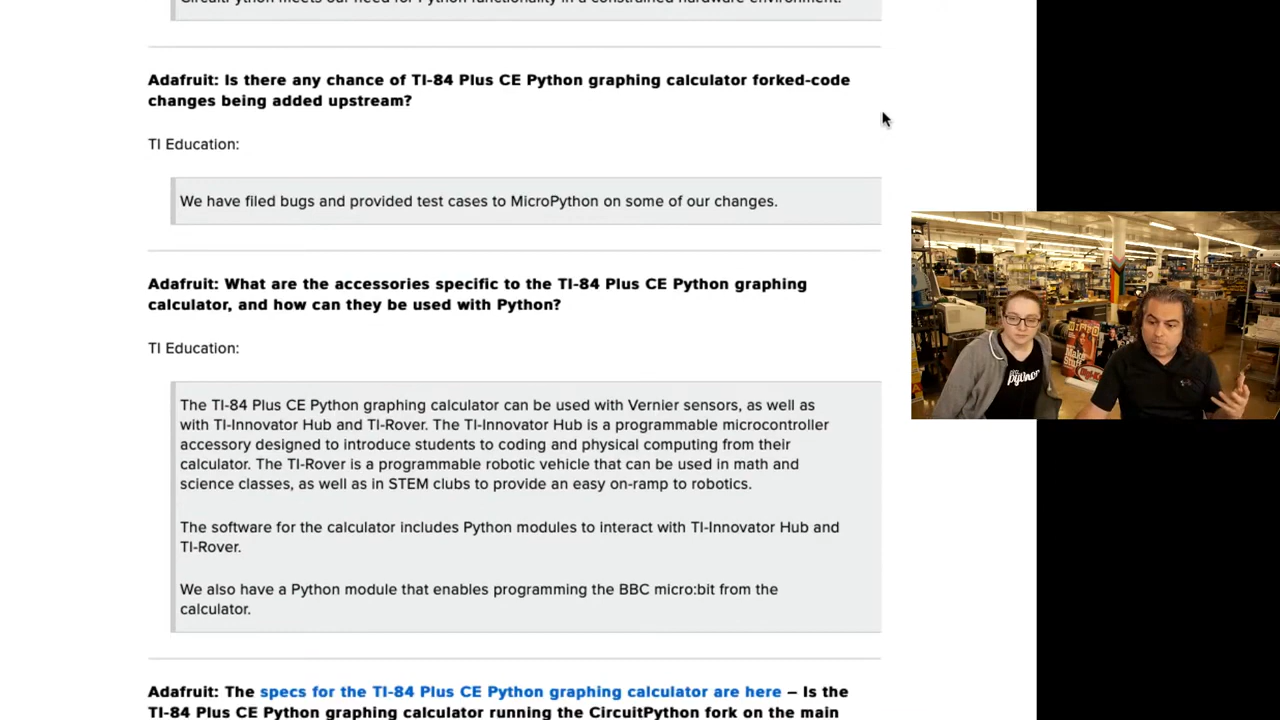 CircuitPython meets our need for Python functionality in a constrained hardware environment.
Adafruit: Is there any chance of TI-84 Plus CE Python graphing calculator forked-code
changes being added upstream?
TI Education:
We have filed bugs and provided test cases to MicroPython on some of our changes.
Adafruit: What are the accessories specific to the TI-84 Plus CE Python graphing
calculator, and how can they be used with Python?
TI Education:
The TI-84 Plus CE Python graphing calculator can be used with Vernier sensors, as well as
with TI-Innovator Hub and TI-Rover. The TI-Innovator Hub is a programmable microcontroller
accessory designed to introduce students to coding and physical computing from their
calculator. The TI-Rover is a programmable robotic vehicle that can be used in math and
science classes, as well as in STEM clubs to provide an easy on-ramp to robotics.
The software for the calculator includes Python modules to interact with TI-Innovator Hub and
TI-Rover.
We also have a Python module that enables programming the BBC micro:bit from the
calculator.
Adafruit: The specs for the TI-84 Plus CE Python graphing calculator are here – Is the
TI-84 Plus CE Python graphing calculator running the CircuitPython fork on the main
WIRED
Make
Stuff
python